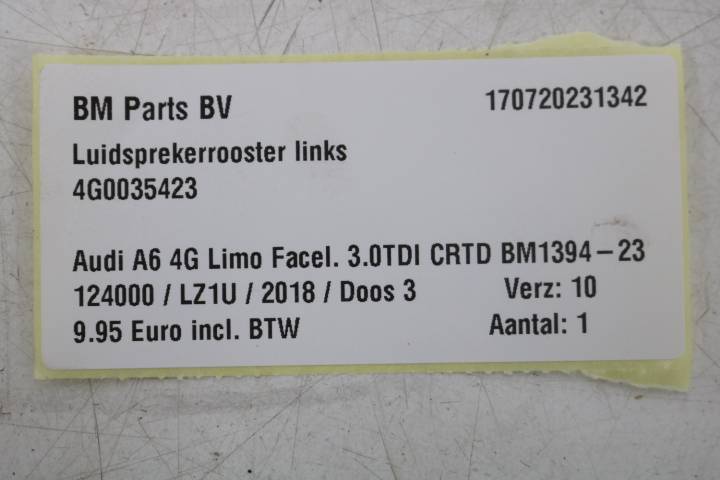 BM Parts BV 170720231342
Luidsprekerrooster links
4G0035423
Audi A6 4G Limo Facel. 3.0TDI CRTD BM1394-23
124000 / LZ1U / 2018 / Doos 3 Verz: 10
9.95 Euro incl. BTW Aantal: 1